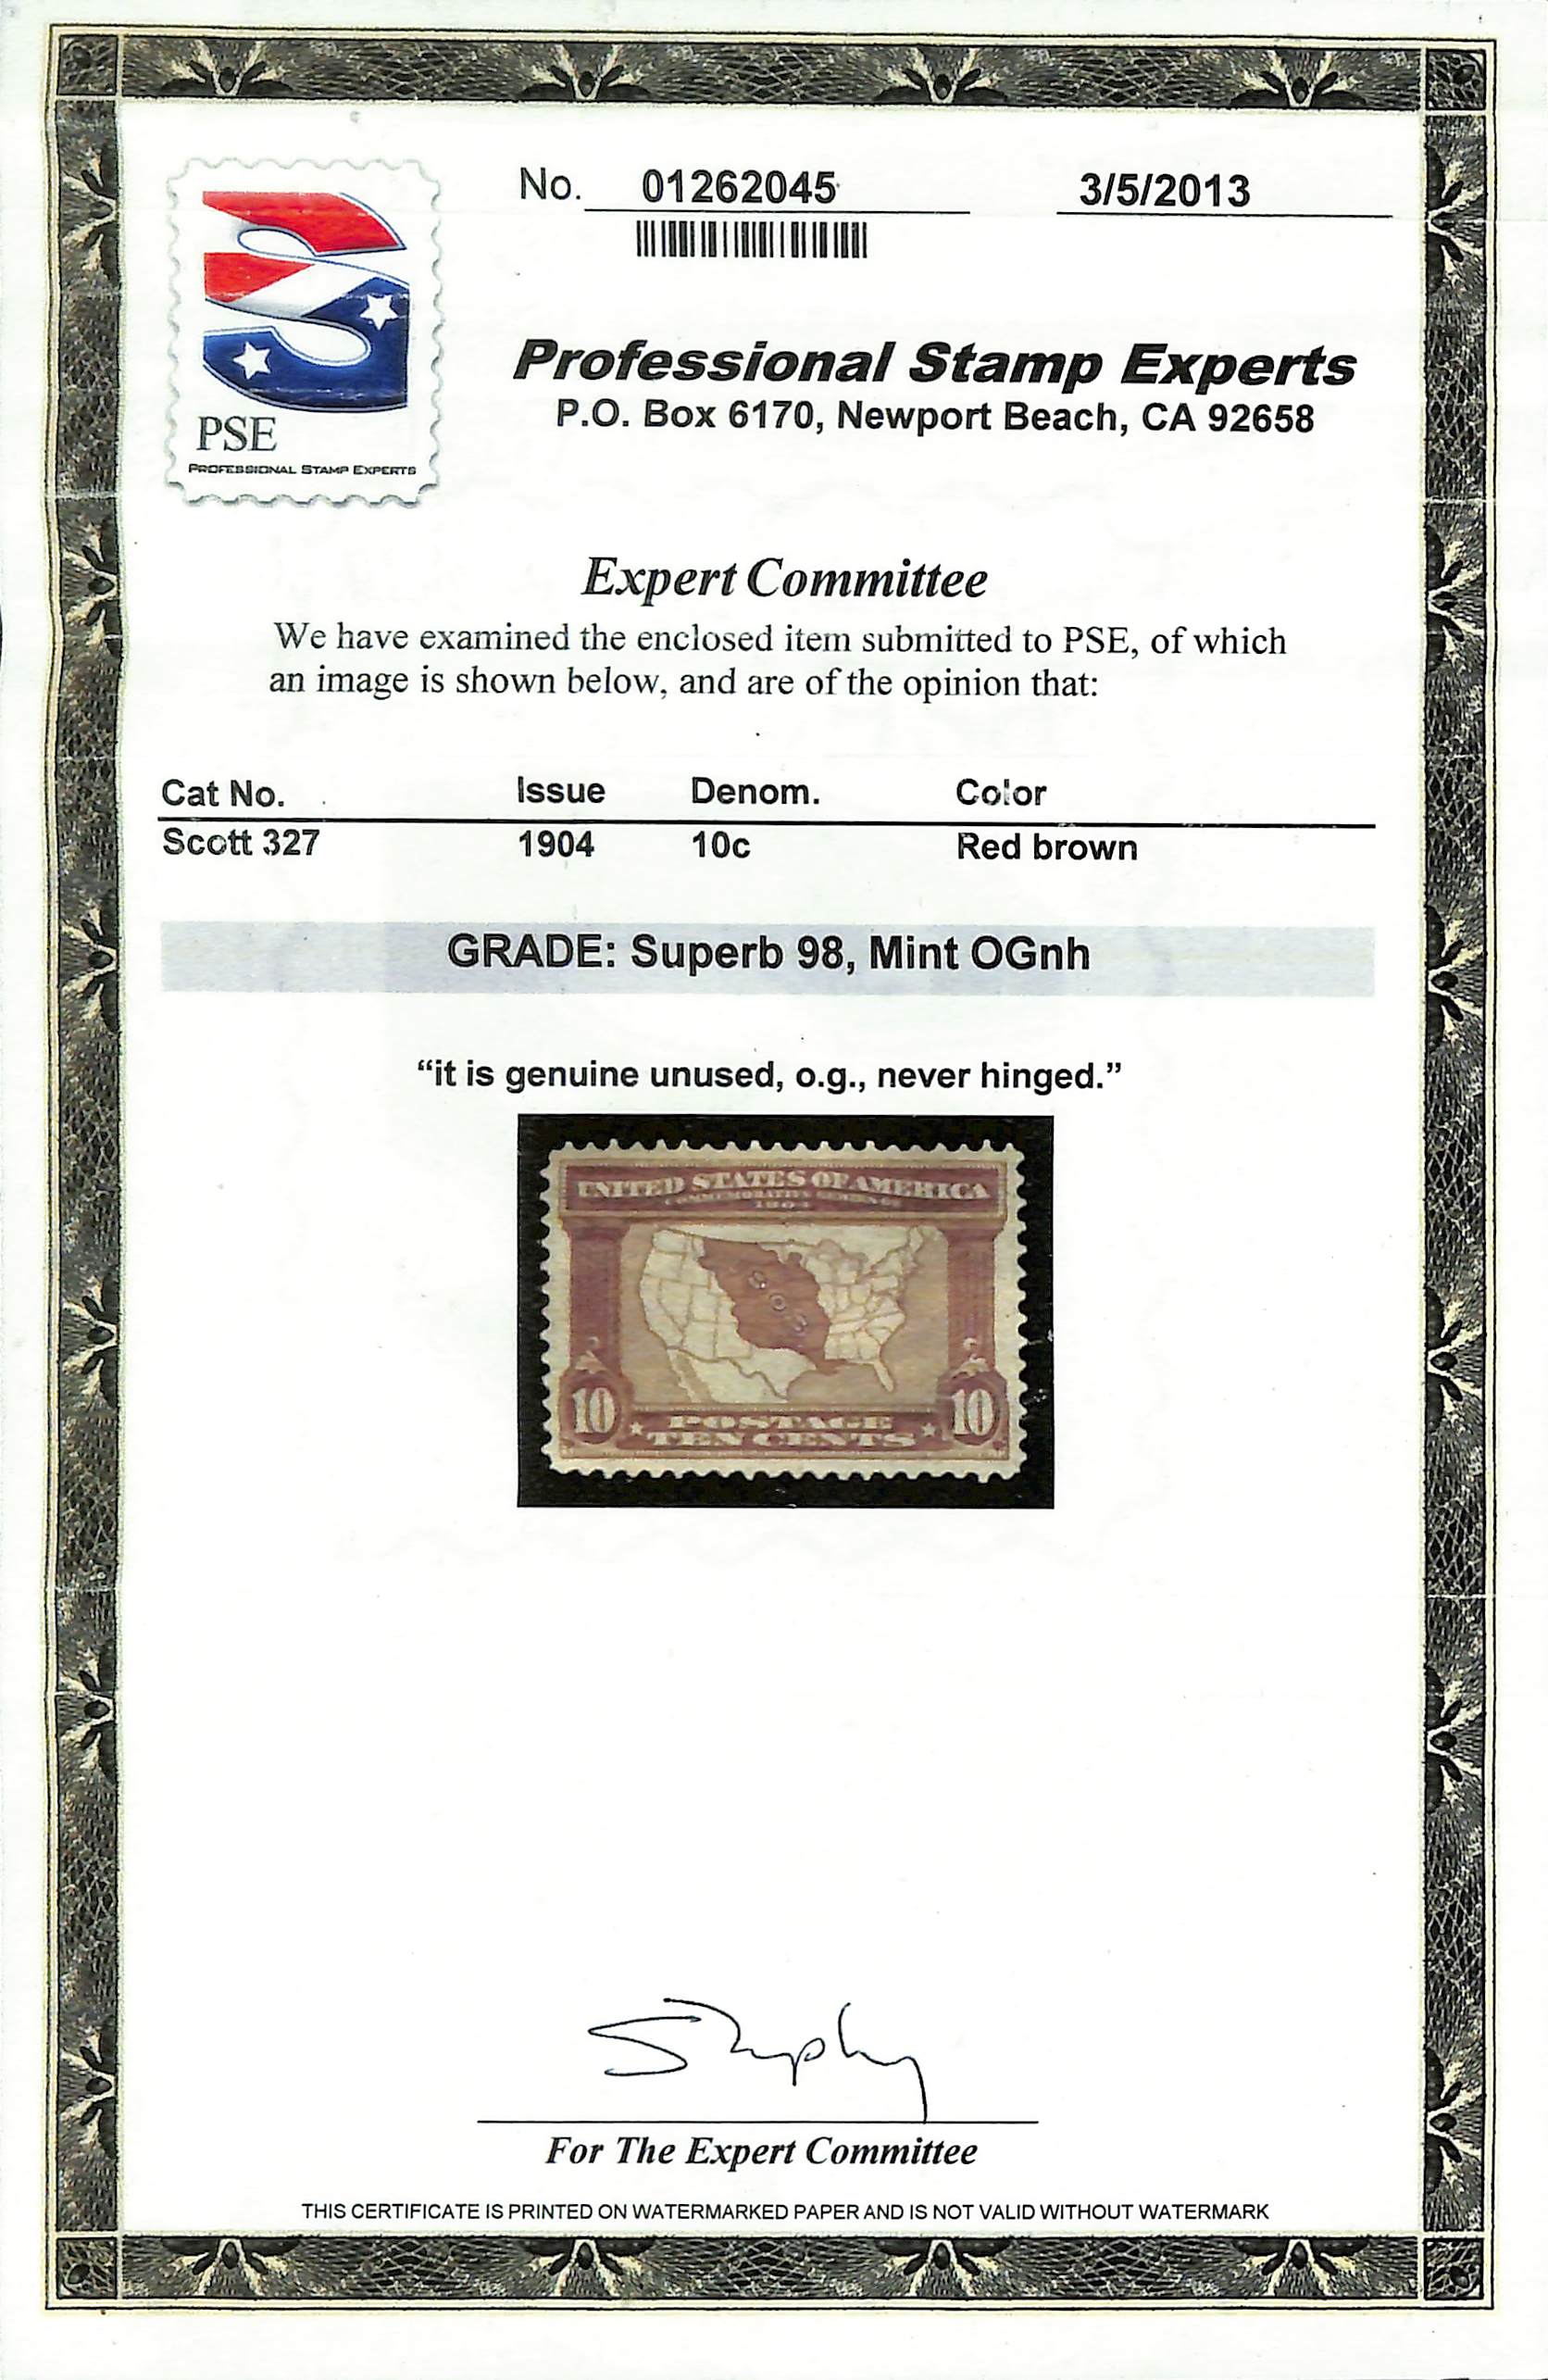 No. 01262045 3/5/2013
Professional Stamp Experts
P.O. Box 6170, Newport Beach, CA 92658
PSE
PROFESSIONAL STAMP EXPERTS
Expert Committee
We have examined the enclosed item submitted to PSE, of which
an image is shown below, and are of the opinion that:
Cat No. Issue Denom. Color
Scott 327 1904 10c Red brown
GRADE: Superb 98, Mint OGnh
“it is genuine unused, o.g., never hinged.”
UNITED STATES OF AMERICA
1803
10 POSTAGE 10
TEN CENTS
For The Expert Committee
THIS CERTIFICATE IS PRINTED ON WATERMARKED PAPER AND IS NOT VALID WITHOUT WATERMARK